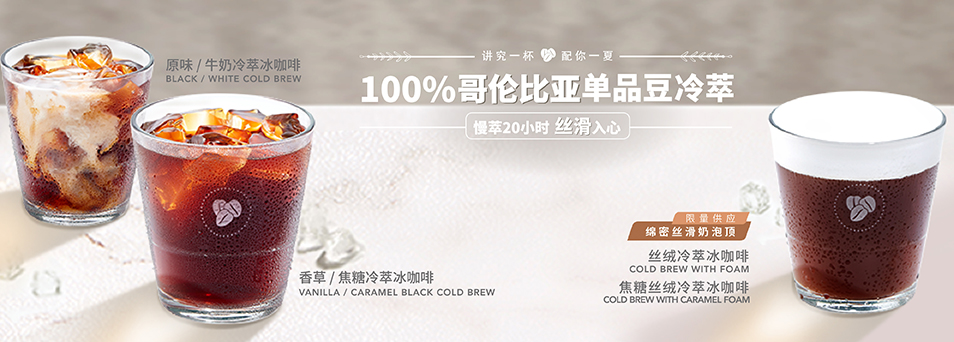 讲究一杯 配你一夏
100%哥伦比亚单品豆冷萃
慢萃20小时 丝滑入心
原味 / 牛奶冷萃冰咖啡
BLACK / WHITE COLD BREW
香草 / 焦糖冷萃冰咖啡
VANILLA / CARAMEL BLACK COLD BREW
限量供应
绵密丝滑奶泡顶
丝绒冷萃冰咖啡
COLD BREW WITH FOAM
焦糖丝绒冷萃冰咖啡
COLD BREW WITH CARAMEL FOAM